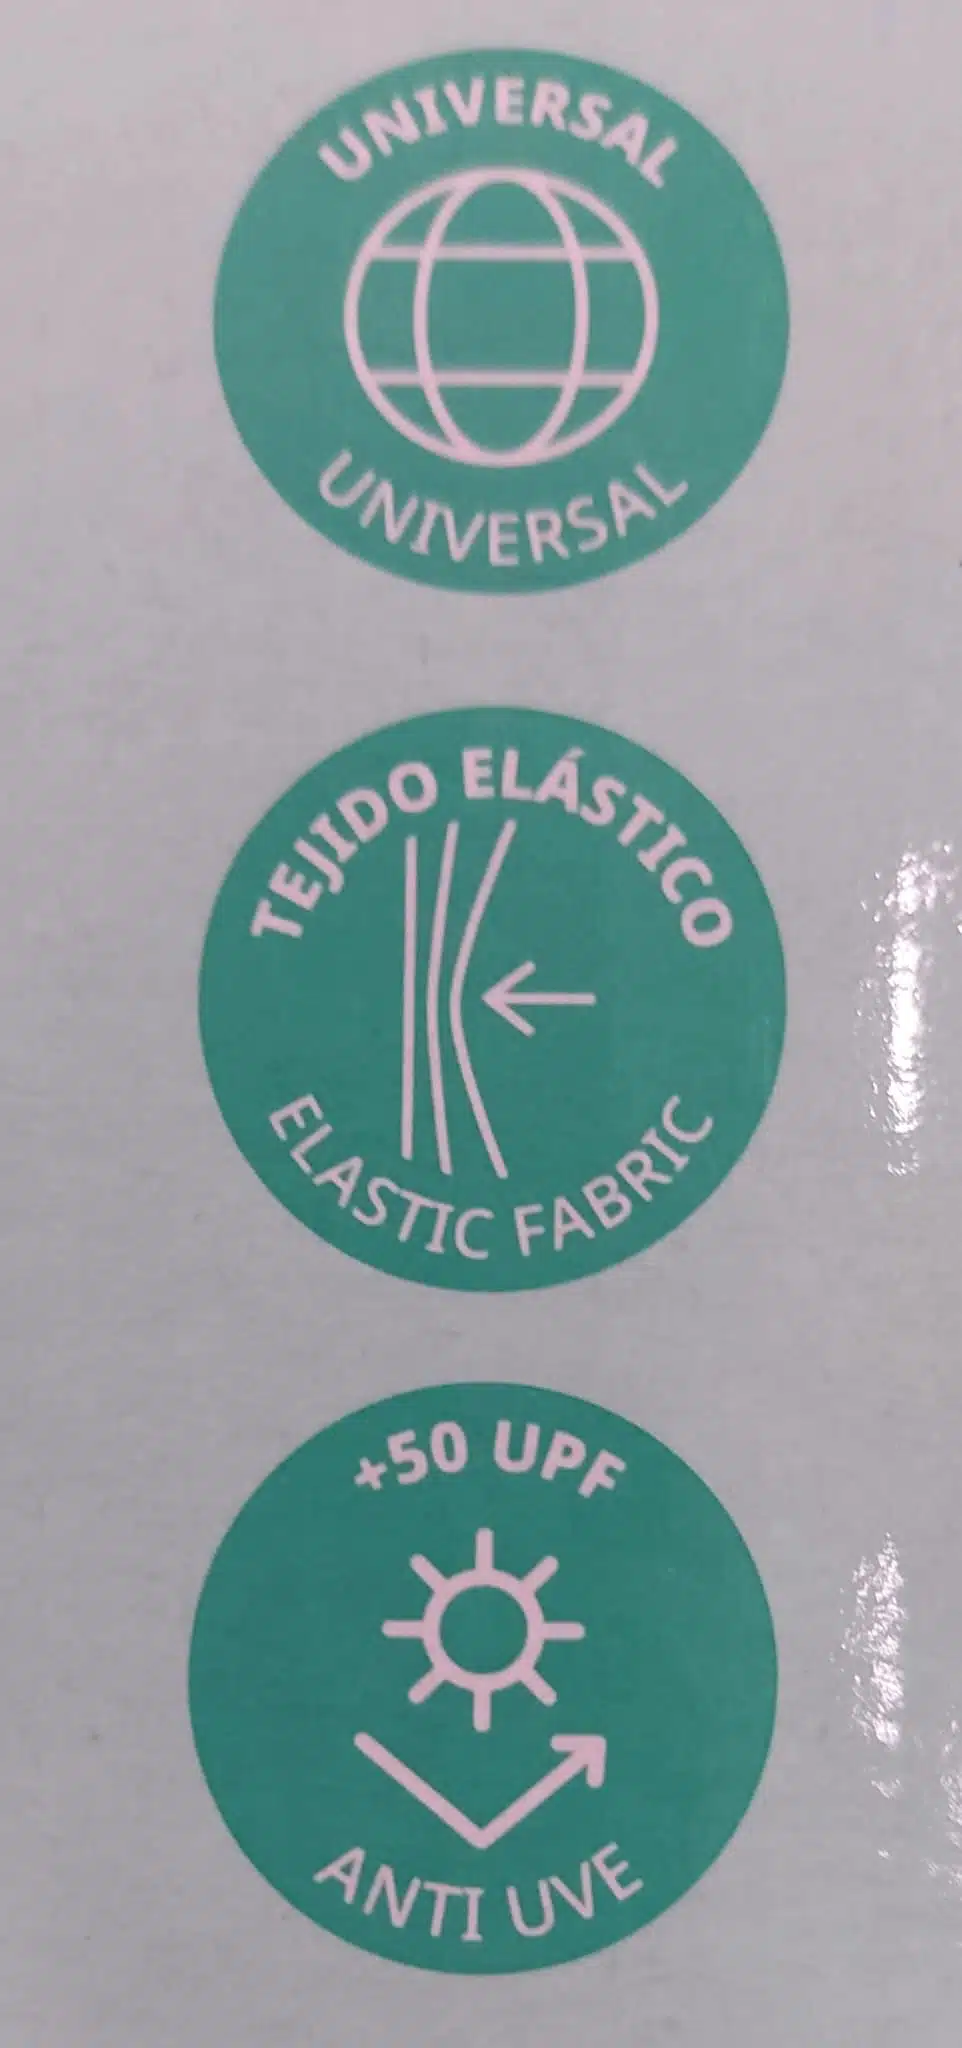 UNIVERSAL
UNIVERSAL
TEJIDO ELÁSTICO
ELASTIC FABRIC
+50 UPF
ANTI UVE